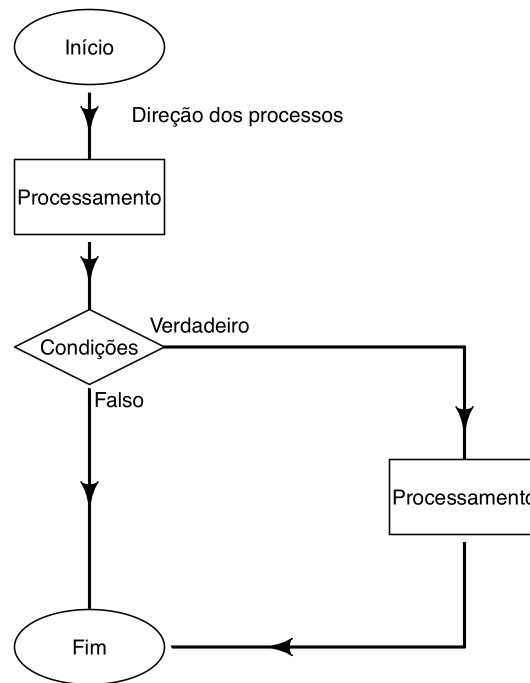 Início
Direção dos processos
Processamento
Verdadeiro
Condições
Falso
Processamento
Fim